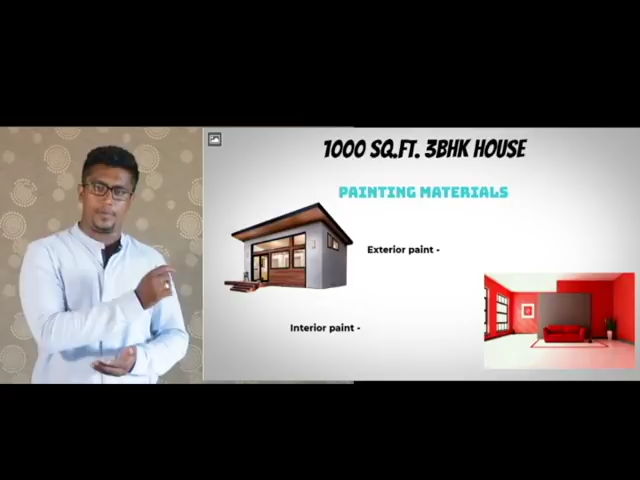 1000 SQ.FT. 3BHK HOUSE
PAINTING MATERIALS
Exterior paint -
Interior paint -